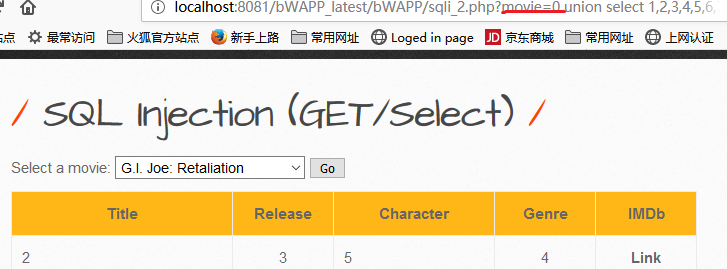 localhost:8081/bWAPP_latest/bWAPP/sqli_2.php?movie=0 union select 1,2,3,4,5,6,
站点 最常访问 火狐官方站点 新手上路 常用网址 Loged in page JD 京东商城 常用网址 上网认证
/ SQL Injection (GET/Select) /
Select a movie: G.I. Joe: Retaliation Go
Title Release Character Genre IMDb
2 3 5 4 Link